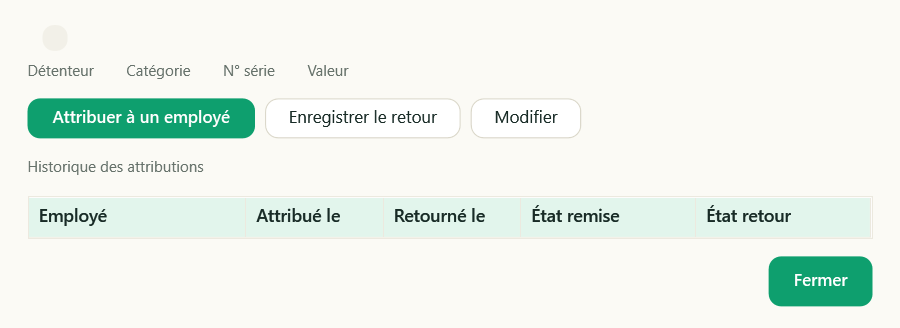 Détenteur Catégorie N° série Valeur
Attribuer à un employé Enregistrer le retour Modifier
Historique des attributions
Employé Attribué le Retourné le État remise État retour
Fermer